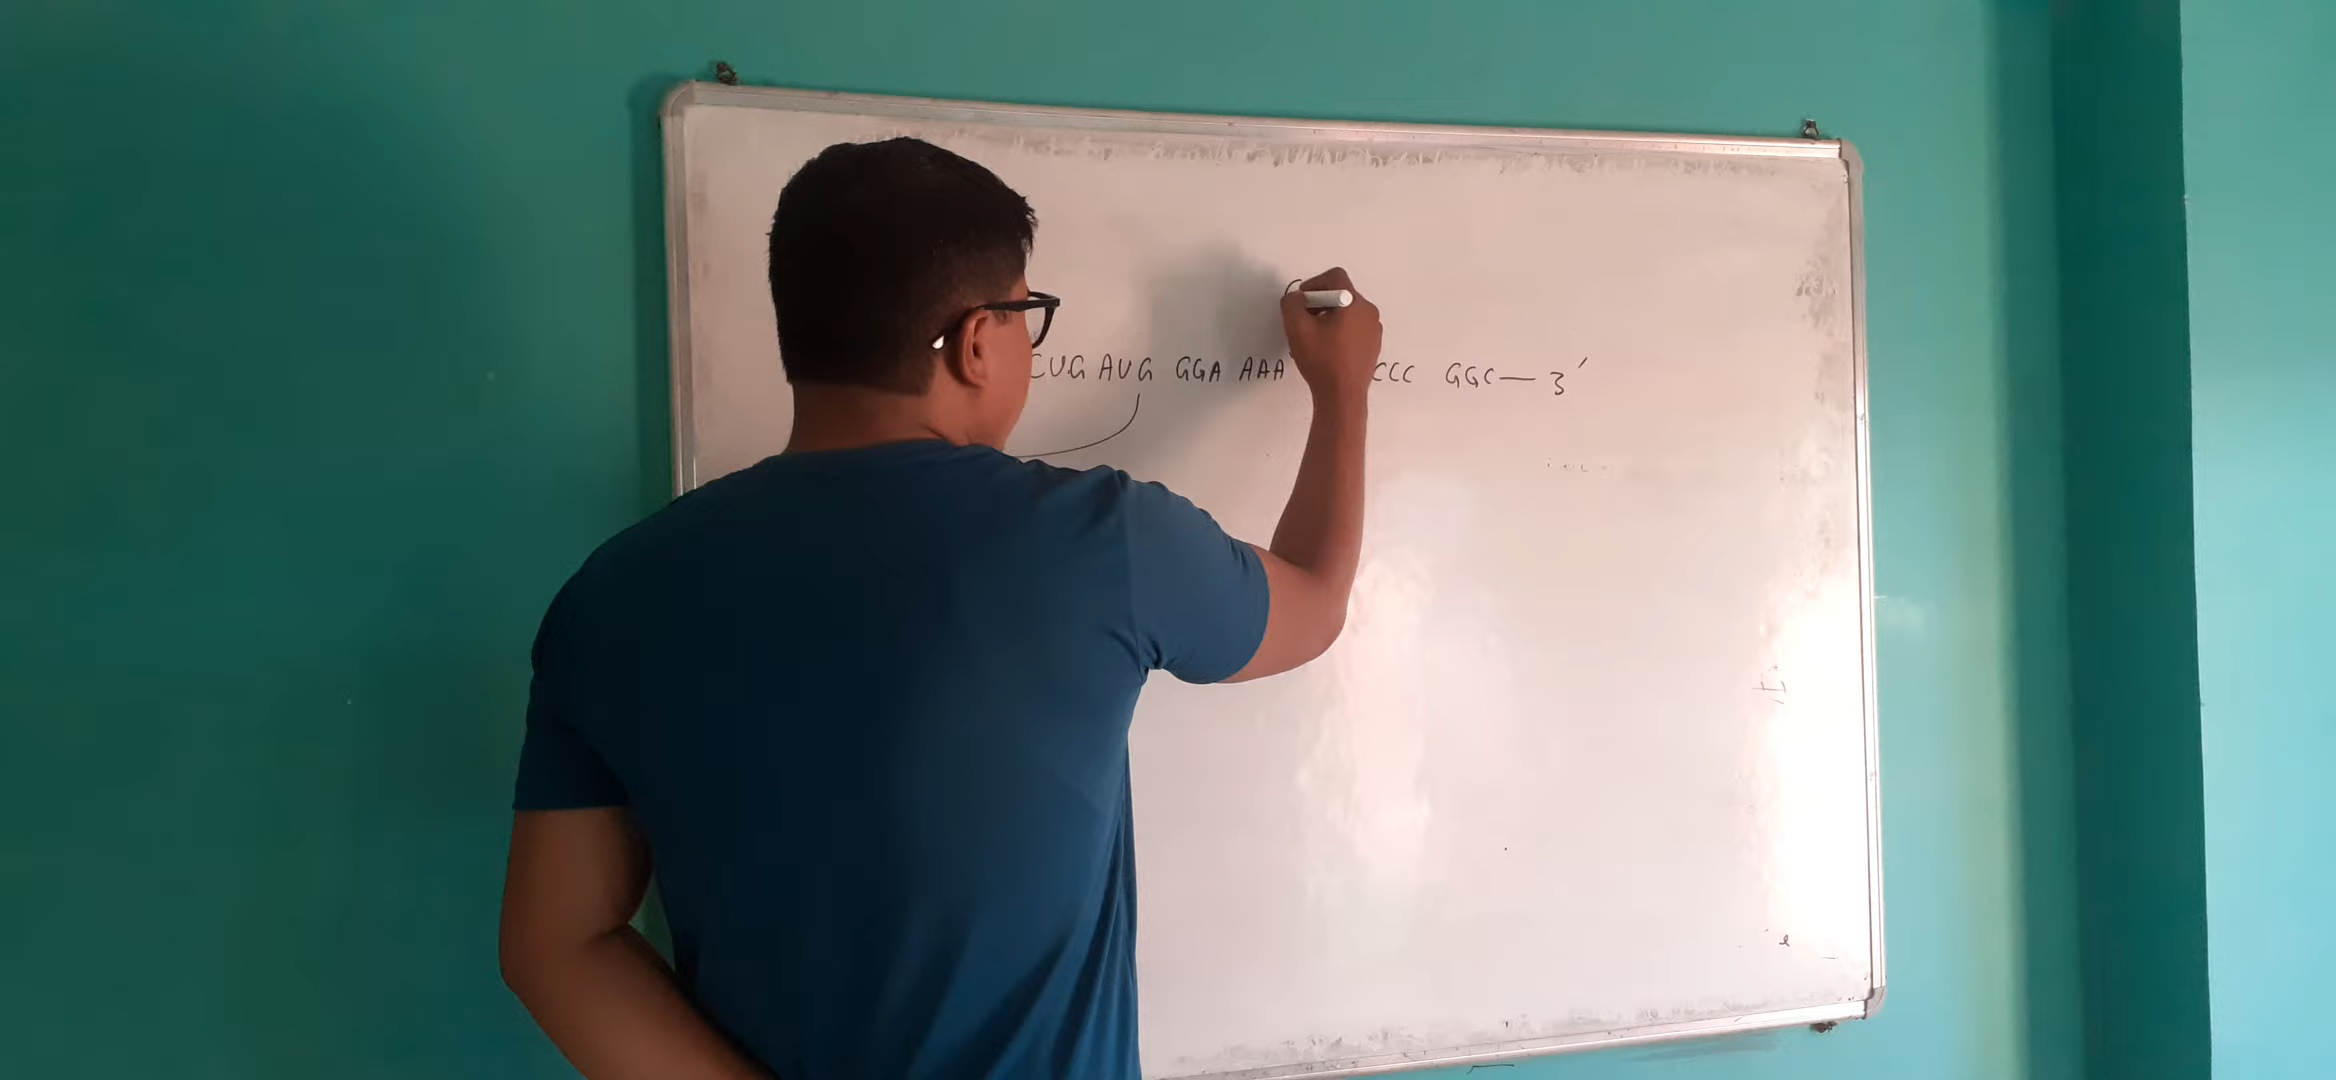 CUG AUG GGA AAA CCC GGC — 3′